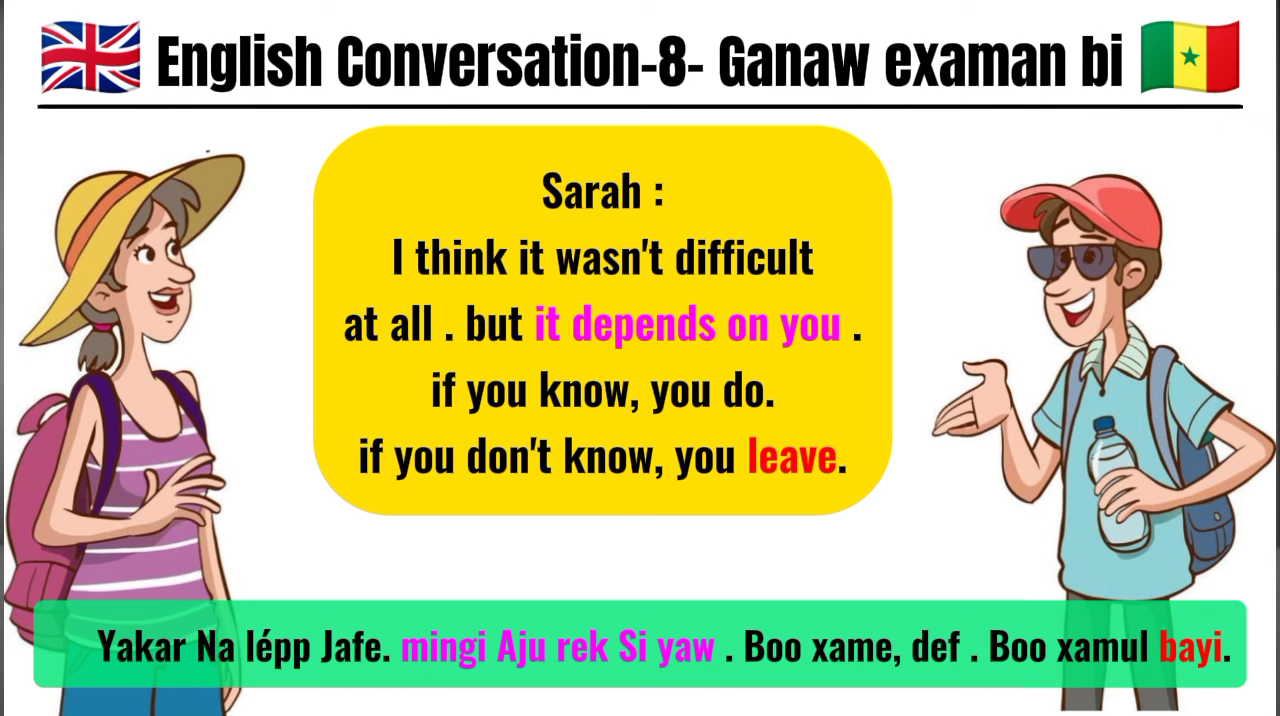 English Conversation-8- Ganaw examan bi
Sarah :
I think it wasn't difficult
at all . but it depends on you .
if you know, you do.
if you don't know, you leave.
Yakar Na lépp Jafe. mingi Aju rek Si yaw . Boo xame, def . Boo xamul bayi.